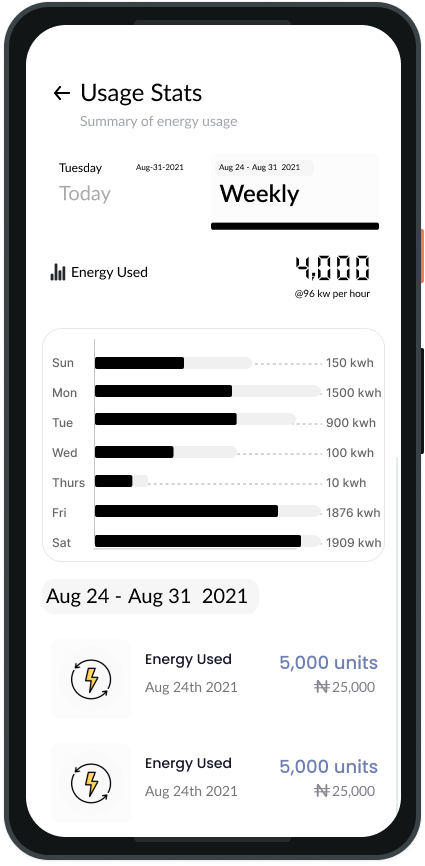 Usage Stats
Summary of energy usage
Tuesday Aug-31-2021
Today
Aug 24 - Aug 31 2021
Weekly
Energy Used
4,000
@96 kw per hour
Sun 150 kwh
Mon 1500 kwh
Tue 900 kwh
Wed 100 kwh
Thurs 10 kwh
Fri 1876 kwh
Sat 1909 kwh
Aug 24 - Aug 31 2021
Energy Used 5,000 units
Aug 24th 2021 ₦25,000
Energy Used 5,000 units
Aug 24th 2021 ₦25,000